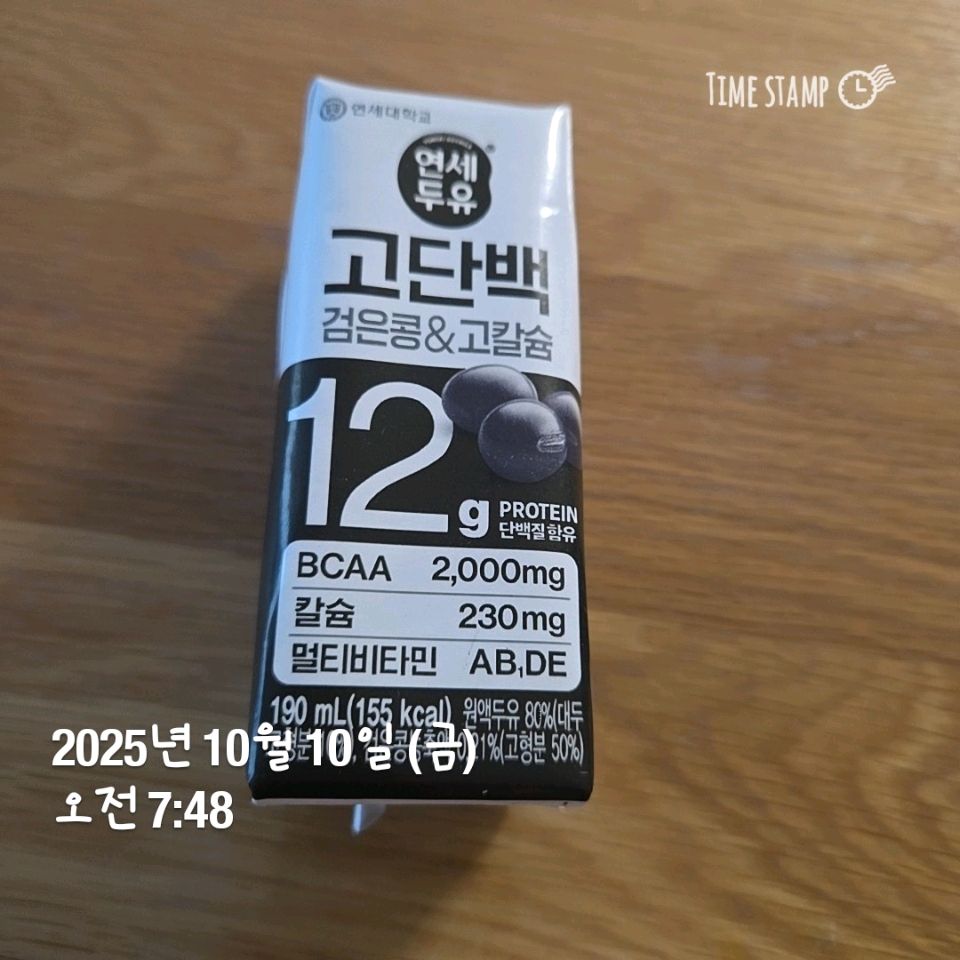 TIME STAMP
연세대학교
연세
두유
고단백
검은콩&고칼슘
12g PROTEIN
단백질 함유
BCAA 2,000mg
칼슘 230mg
멀티비타민 AB₁DE
190 mL(155 kcal) 원액두유 80%(대두
21%(고형분 50%)
2025년 10월 10일 (금)
오전 7:48